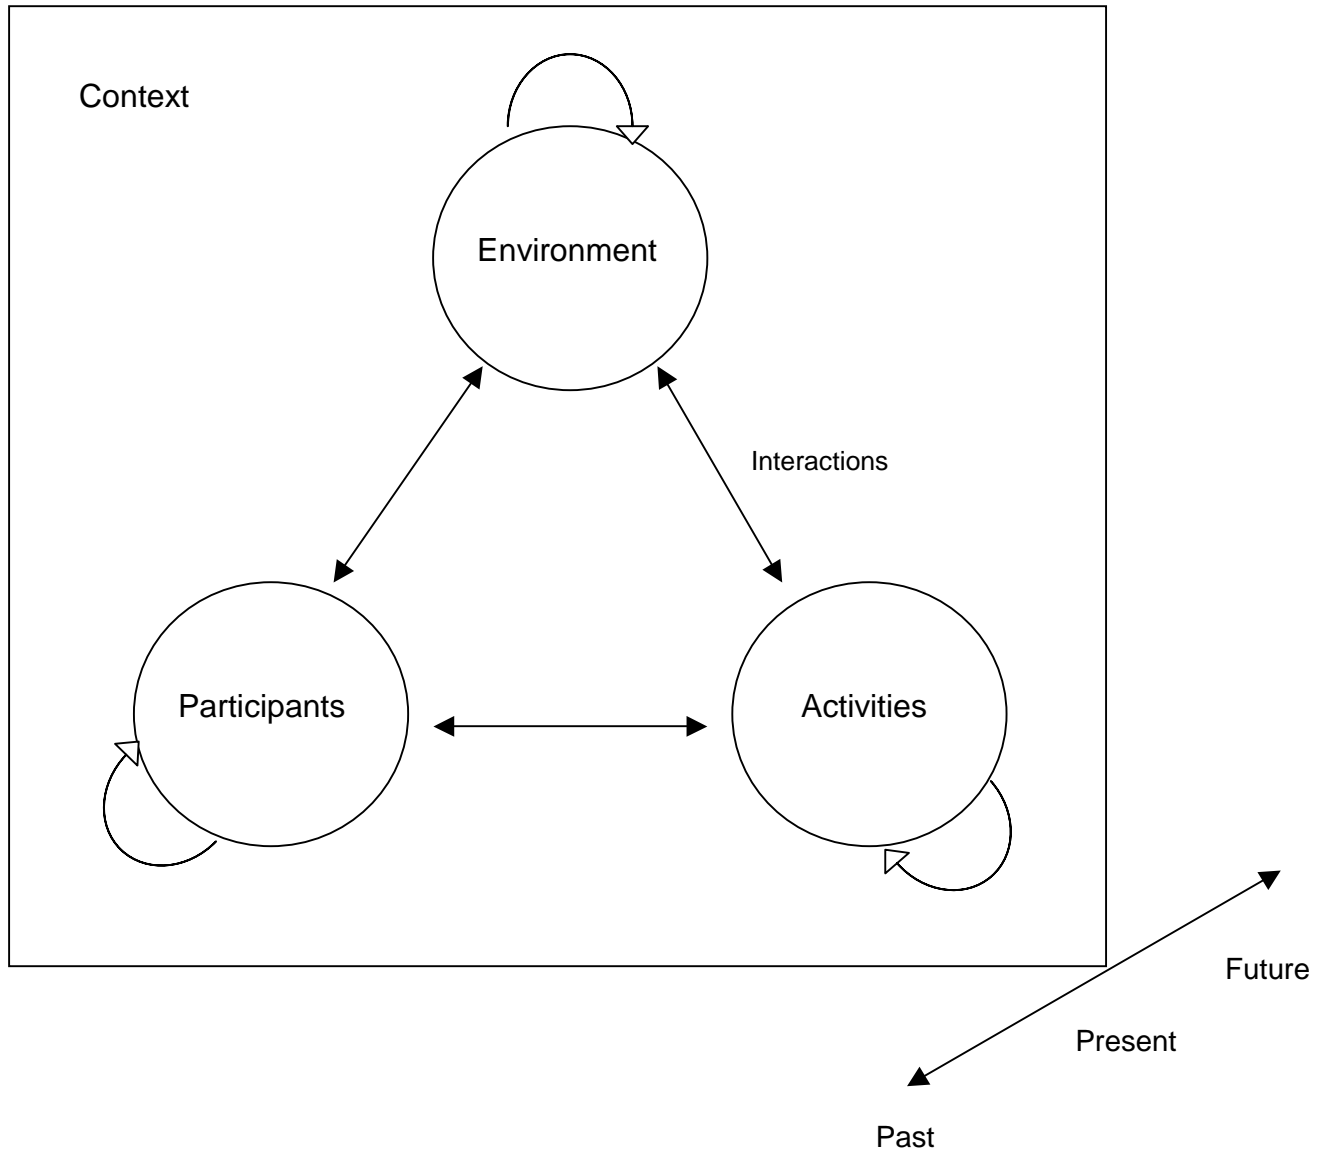 Context
Environment
Interactions
Participants
Activities
Future
Present
Past